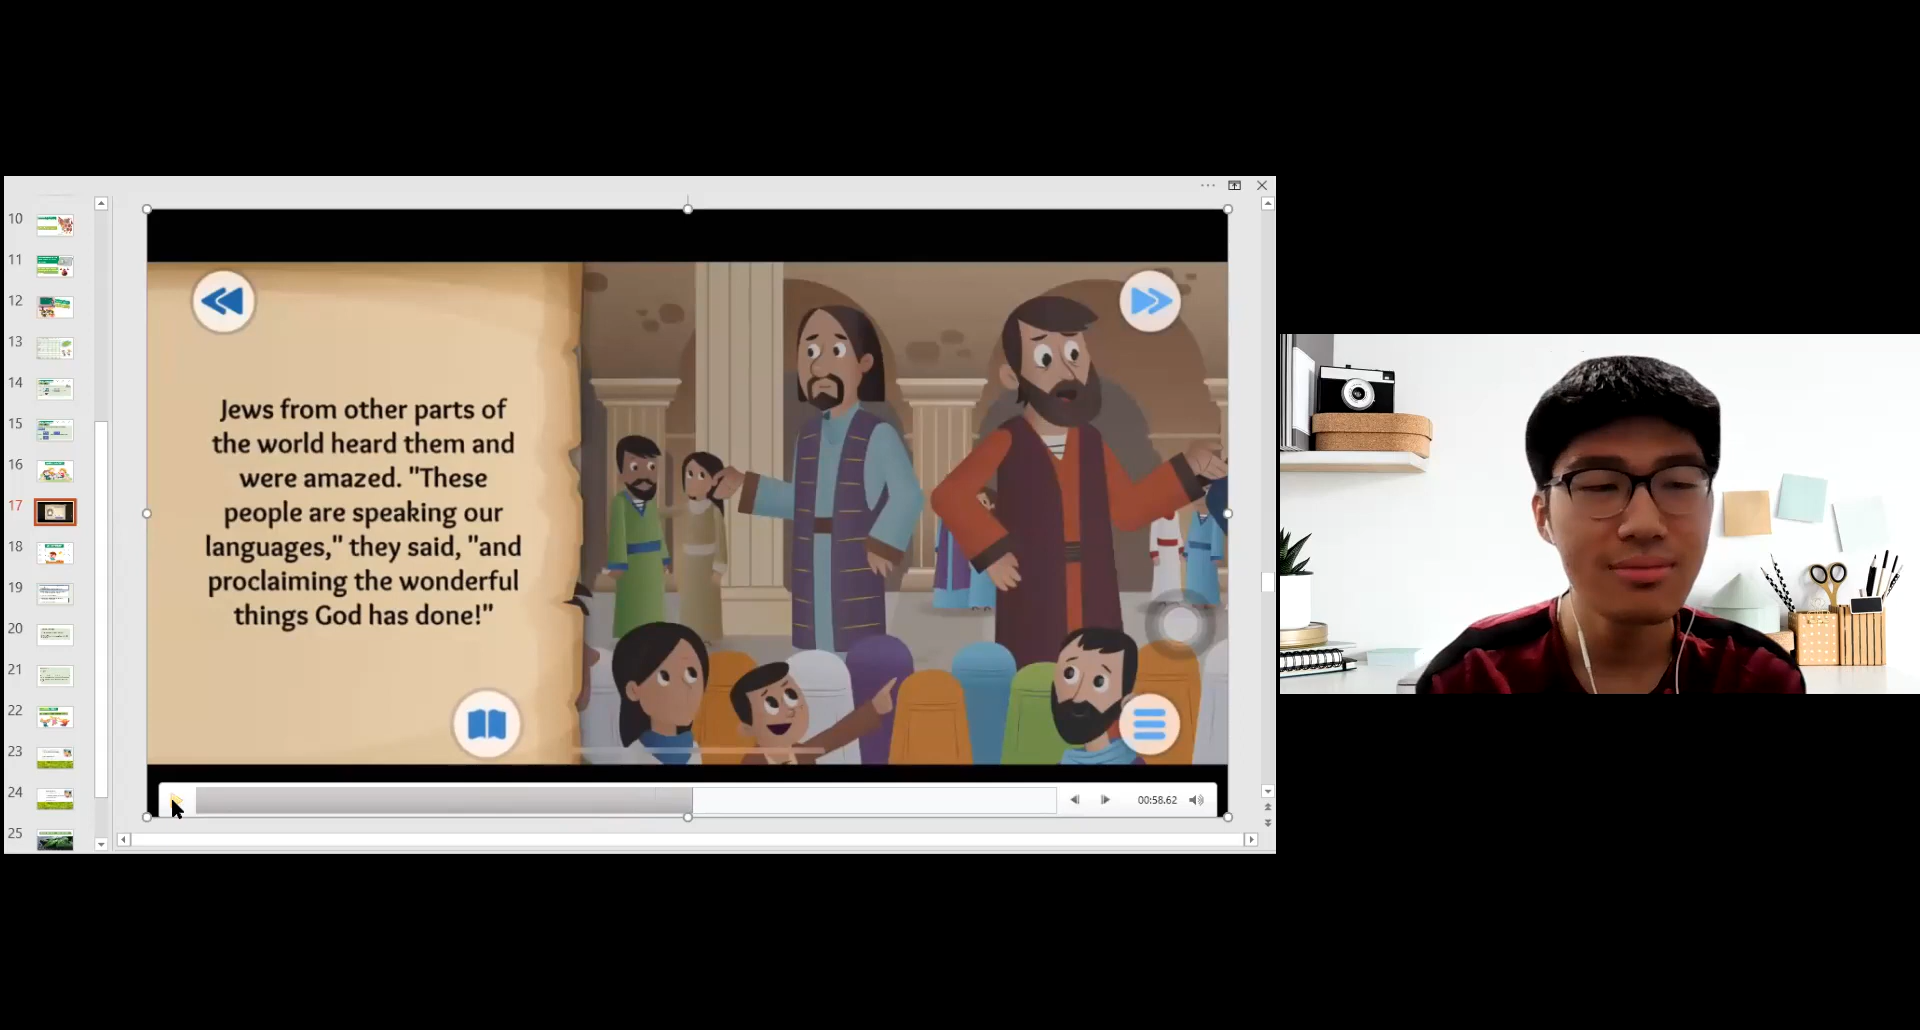 10
11
12
13
14
15
16
17
18
19
20
21
22
23
24
25
Jews from other parts of
the world heard them and
were amazed. "These
people are speaking our
languages," they said, "and
proclaiming the wonderful
things God has done!"
00:58.62